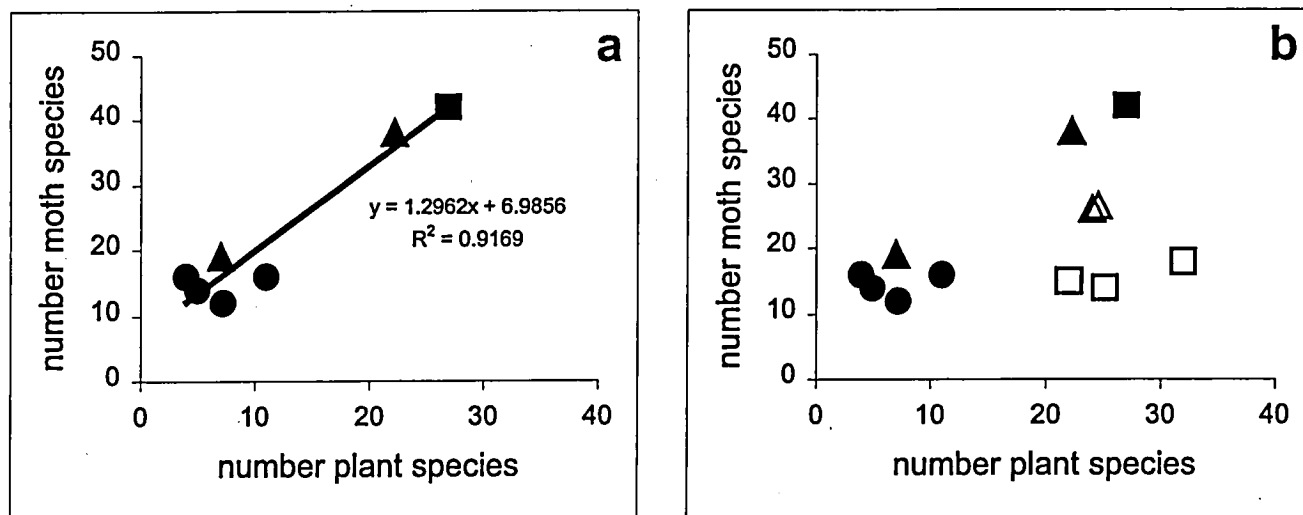 a
50
40
30
20
10
0
number moth species
y = 1.2962x + 6.9856
R² = 0.9169
0 10 20 30 40
number plant species
b
50
40
30
20
10
0
number moth species
0 10 20 30 40
number plant species